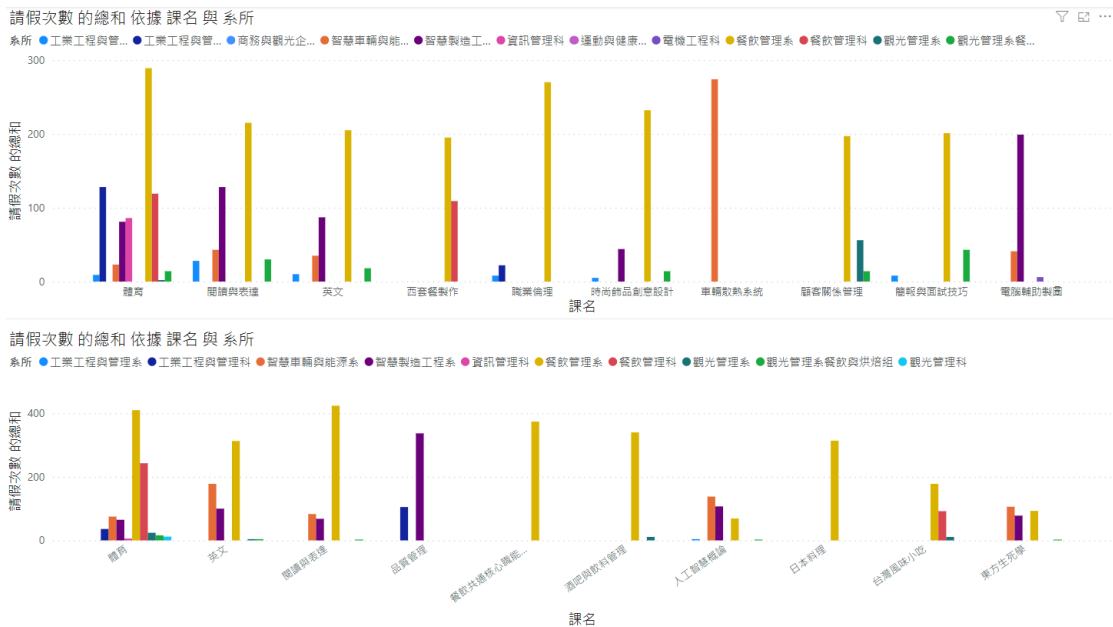 請假次數 的總和 依據 課名 與 系所
系所 工業工程與管... 工業工程與管... 商務與觀光企... 智慧車輛與能... 智慧製造工... 資訊管理科 運動與健康... 電機工程科 餐飲管理系 餐飲管理科 觀光管理系 觀光管理系餐...
請假次數 的總和
300
200
100
0
體育 閱讀與表達 英文 西套餐製作 職業倫理 時尚飾品創意設計 車輛散熱系統 顧客關係管理 簡報與面試技巧 電腦輔助製圖
課名
請假次數 的總和 依據 課名 與 系所
系所 工業工程與管理系 工業工程與管理科 智慧車輛與能源系 智慧製造工程系 資訊管理科 餐飲管理系 餐飲管理科 觀光管理系 觀光管理系餐飲與烘焙組 觀光管理科
請假次數 的總和
400
200
0
體育 英文 閱讀與表達 品質管理 餐飲共通核心職能... 酒吧與飲料管理 人工智慧概論 日本料理 台灣風味小吃 東方生死學
課名